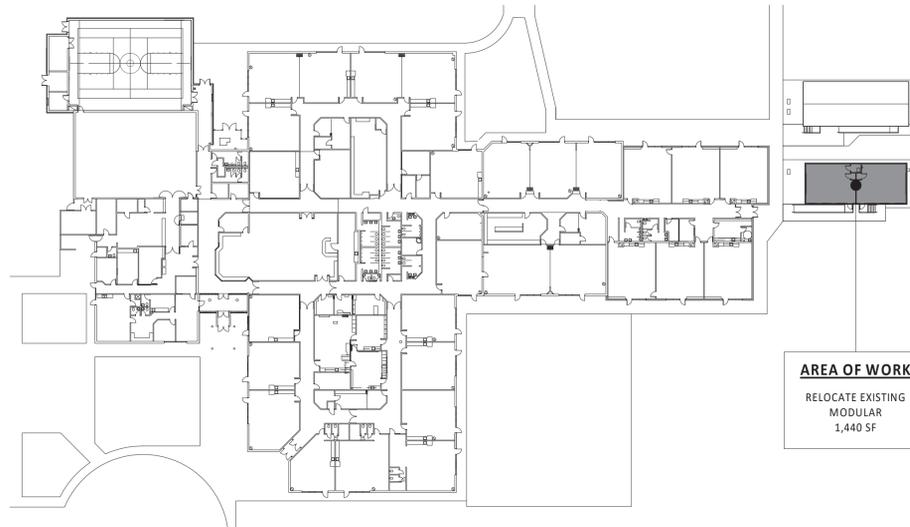 AREA OF WORK
RELOCATE EXISTING
MODULAR
1,440 SF